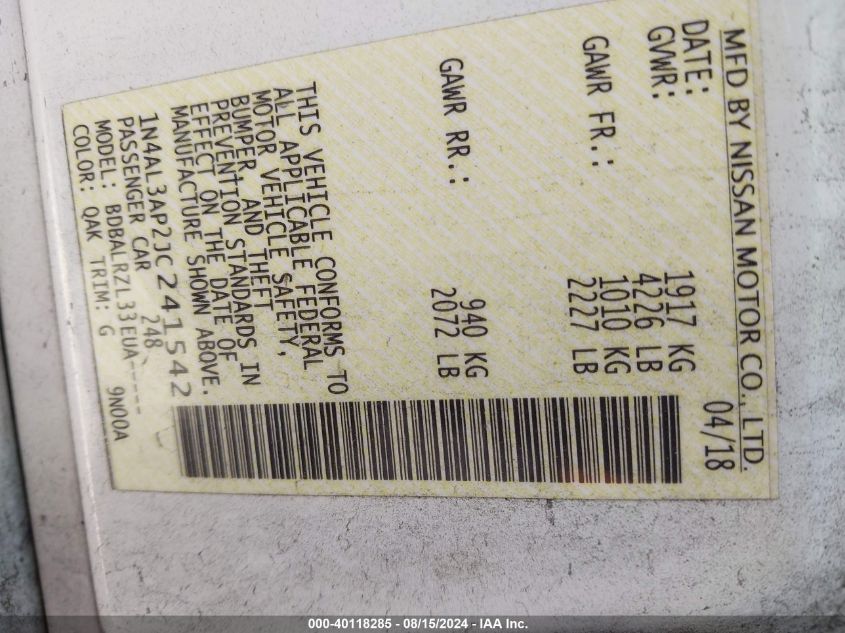 MFD BY NISSAN MOTOR CO., LTD.
DATE: 04/18
GVWR: 1917 KG
4226 LB
GAWR FR.: 1010 KG
2227 LB
GAWR RR.: 940 KG
2072 LB
THIS VEHICLE CONFORMS TO
ALL APPLICABLE FEDERAL
MOTOR VEHICLE SAFETY,
BUMPER, AND THEFT
PREVENTION STANDARDS IN
EFFECT ON THE DATE OF
MANUFACTURE SHOWN ABOVE.
1N4AL3AP2JC241542
PASSENGER CAR 248
MODEL: BDBALRZL33EUA-----
COLOR: QAK TRIM: G 9N00A
000-40118285 - 08/15/2024 - IAA Inc.